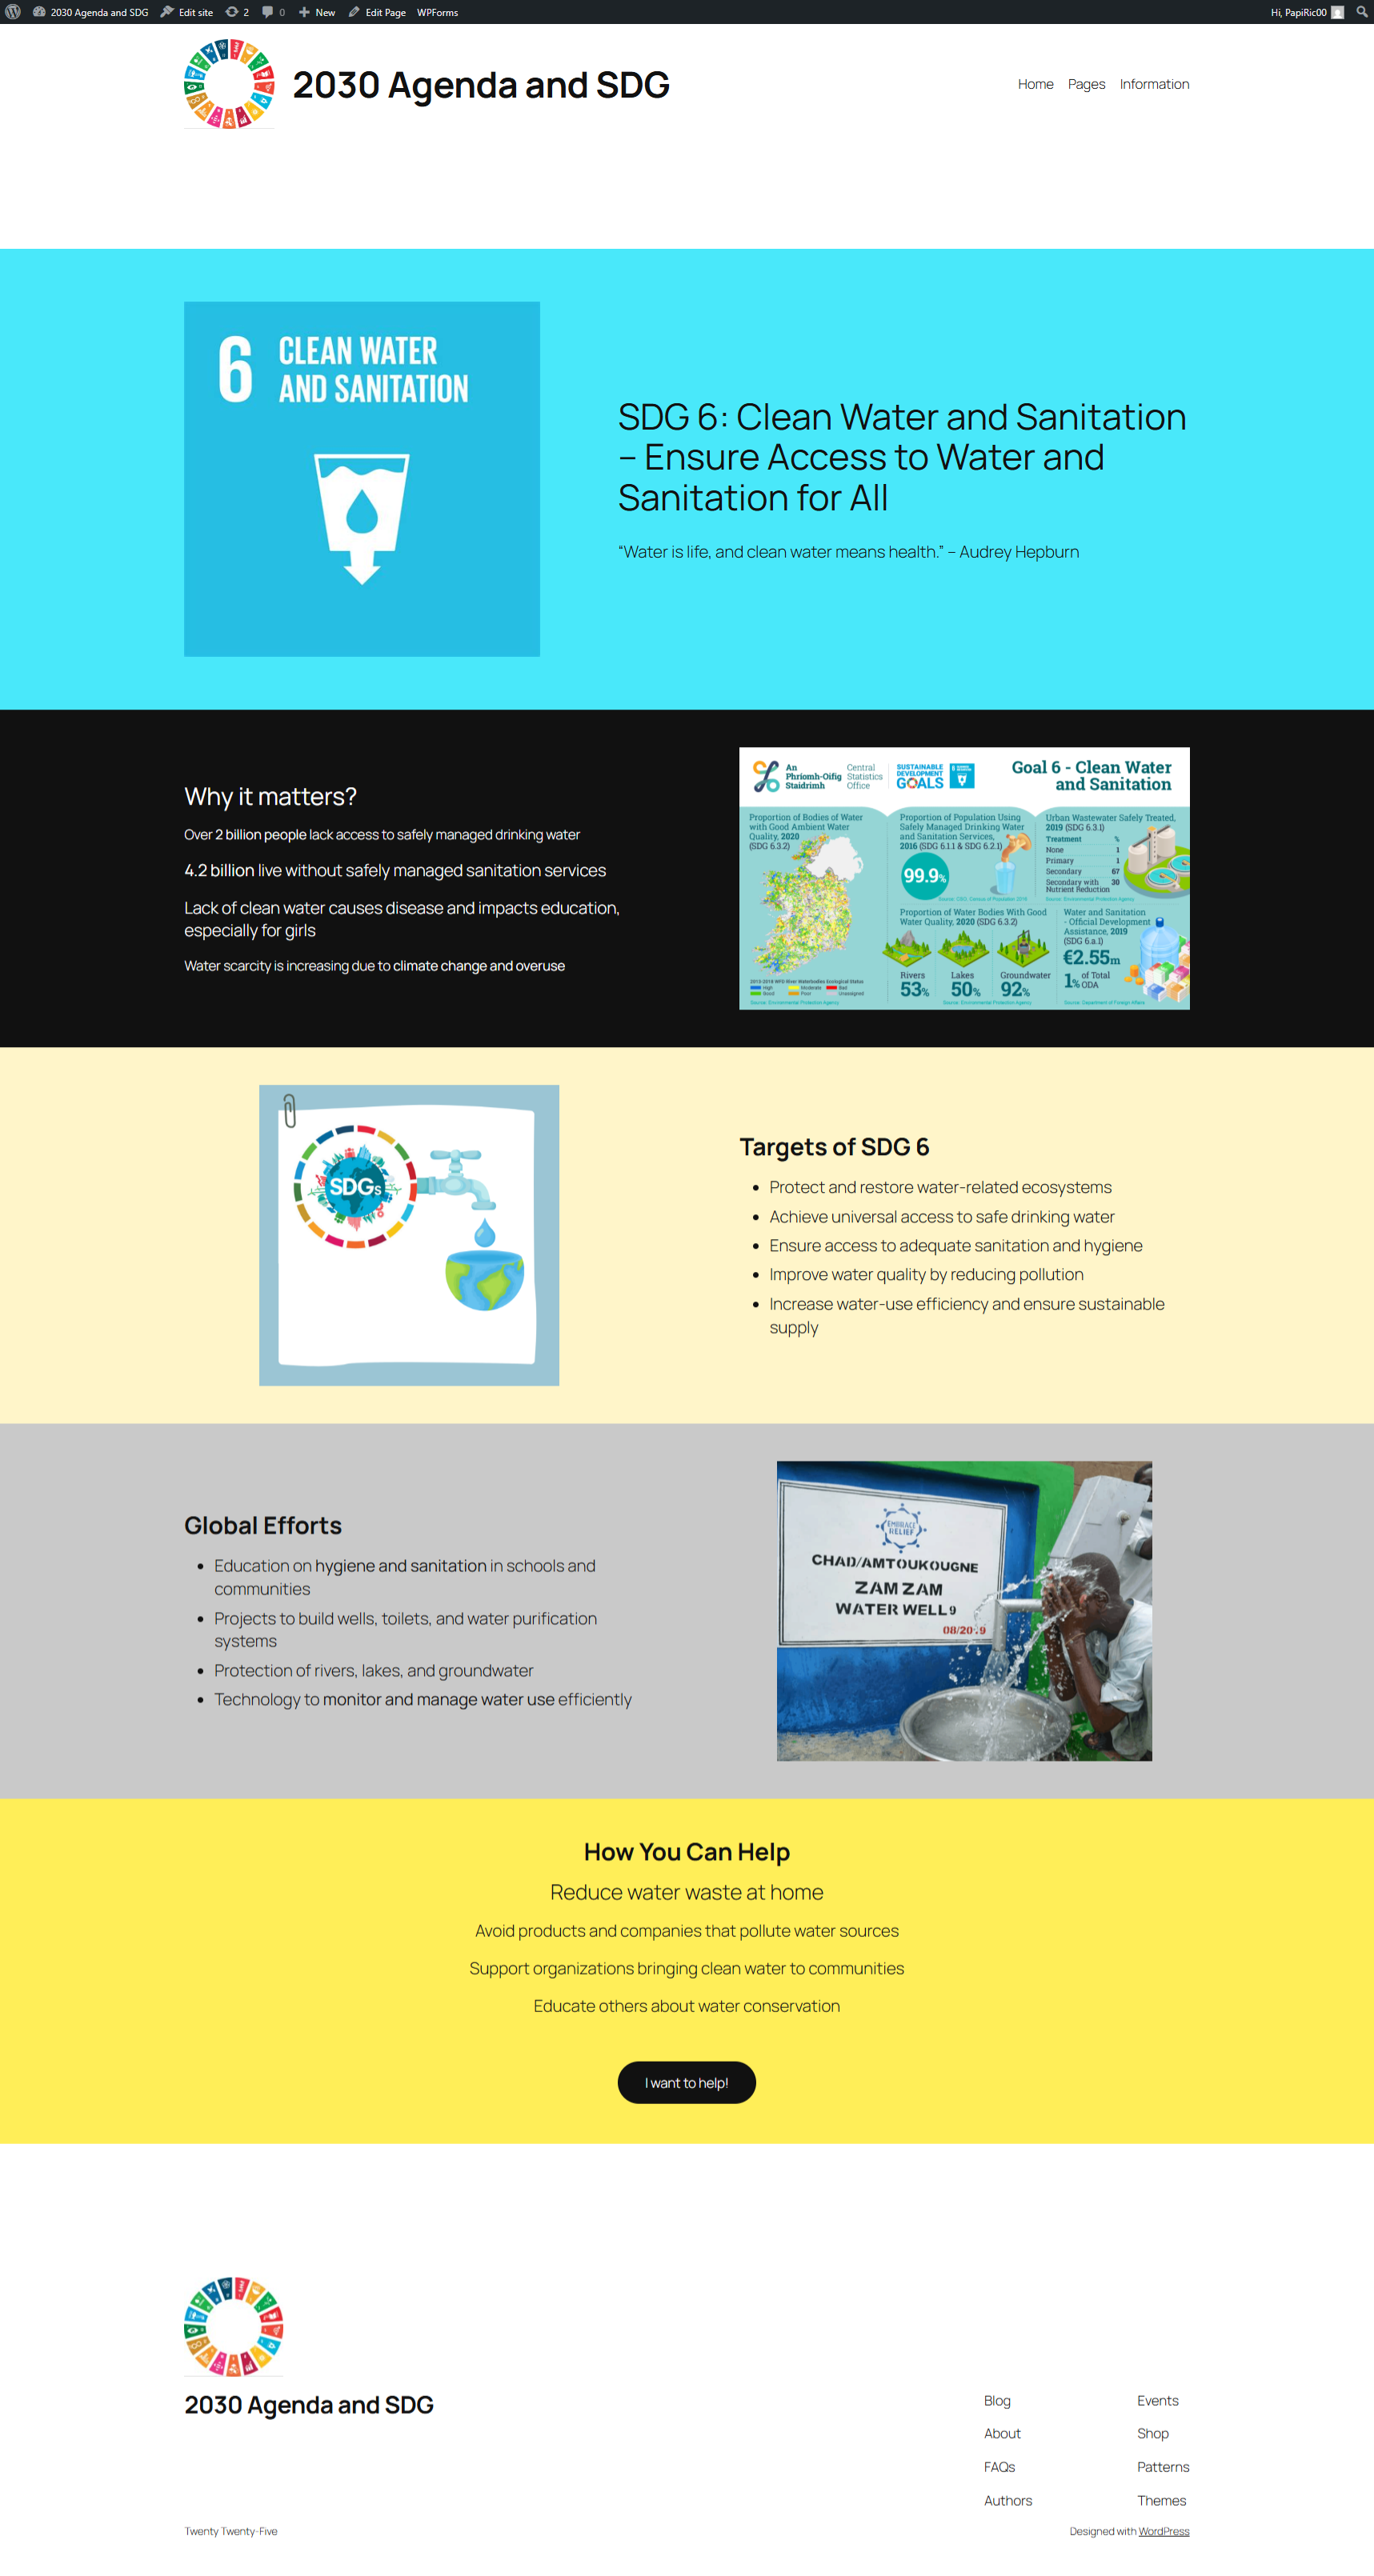 2030 Agenda and SDG Edit site 2 0 New Edit Page WPForms Hi, PapiRic00
2030 Agenda and SDG
Home Pages Information
6 CLEAN WATER
AND SANITATION
SDG 6: Clean Water and Sanitation
– Ensure Access to Water and
Sanitation for All
“Water is life, and clean water means health.” – Audrey Hepburn
Why it matters?
Over 2 billion people lack access to safely managed drinking water
4.2 billion live without safely managed sanitation services
Lack of clean water causes disease and impacts education,
especially for girls
Water scarcity is increasing due to climate change and overuse
An
Phríomh-Oifig
Staidrimh
Central
Statistics
Office
SUSTAINABLE
DEVELOPMENT
GOALS
Goal 6 - Clean Water
and Sanitation
Proportion of Bodies of Water
with Good Ambient Water
Quality, 2020
(SDG 6.3.2)
Proportion of Population Using
Safely Managed Drinking Water
and Sanitation Services,
2016 (SDG 6.1.1 & SDG 6.2.1)
99.9%
Urban Wastewater Safely Treated,
2019 (SDG 6.3.1)
Treatment %
None 1
Primary 1
Secondary 67
Secondary with 30
Nutrient Reduction
Proportion of Water Bodies With Good
Water Quality, 2020 (SDG 6.3.2)
Rivers Lakes Groundwater
53% 50% 92%
Water and Sanitation
- Official Development
Assistance, 2019
(SDG 6.a.1)
€2.55m
1% of Total
ODA
Targets of SDG 6
SDGs
Protect and restore water-related ecosystems
Achieve universal access to safe drinking water
Ensure access to adequate sanitation and hygiene
Improve water quality by reducing pollution
Increase water-use efficiency and ensure sustainable
supply
Global Efforts
Education on hygiene and sanitation in schools and
communities
Projects to build wells, toilets, and water purification
systems
Protection of rivers, lakes, and groundwater
Technology to monitor and manage water use efficiently
EMBRACE
RELIEF
CHAD/AMTOUKOUGNE
ZAM ZAM
WATER WELL9
How You Can Help
Reduce water waste at home
Avoid products and companies that pollute water sources
Support organizations bringing clean water to communities
Educate others about water conservation
I want to help!
2030 Agenda and SDG
Blog
About
FAQs
Authors
Events
Shop
Patterns
Themes
Twenty Twenty-Five
Designed with WordPress